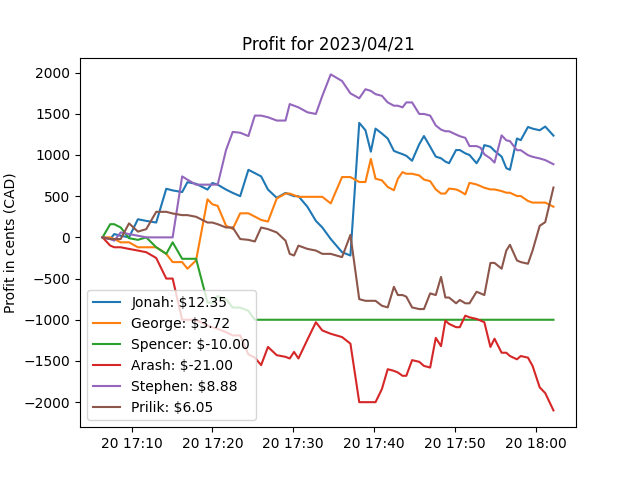 Profit for 2023/04/21
Profit in cents (CAD)
2000
1500
1000
500
0
−500
−1000
−1500
−2000
Jonah: $12.35
George: $3.72
Spencer: $-10.00
Arash: $-21.00
Stephen: $8.88
Prilik: $6.05
20 17:10 20 17:20 20 17:30 20 17:40 20 17:50 20 18:00